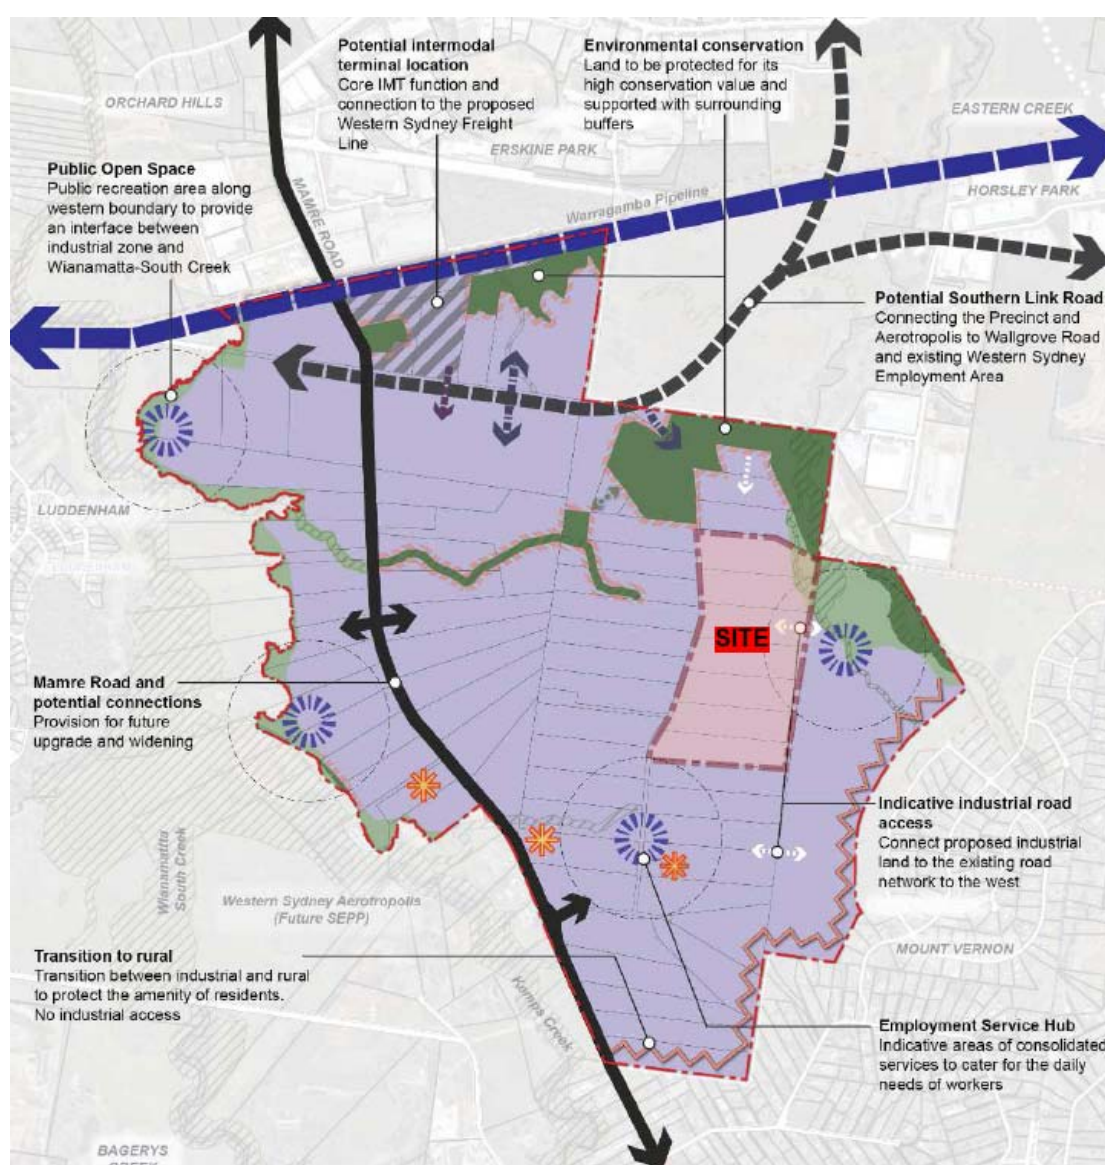 Potential intermodal
terminal location
Core IMT function and
connection to the proposed
Western Sydney Freight
Line
Environmental conservation
Land to be protected for its
high conservation value and
supported with surrounding
buffers
ORCHARD HILLS
ERSKINE PARK
EASTERN CREEK
HORSLEY PARK
Public Open Space
Public recreation area along
western boundary to provide
an interface between
industrial zone and
Wianamatta-South Creek
MAMRE ROAD
Warragamba Pipeline
Potential Southern Link Road
Connecting the Precinct and
Aerotropolis to Wallgrove Road
and existing Western Sydney
Employment Area
LUDDENHAM
SITE
Mamre Road and
potential connections
Provision for future
upgrade and widening
Indicative industrial road
access
Connect proposed industrial
land to the existing road
network to the west
Wianamattta
South Creek
Western Sydney Aerotropolis
(Future SEPP)
MOUNT VERNON
Transition to rural
Transition between industrial and rural
to protect the amenity of residents.
No industrial access
Kemps Creek
Employment Service Hub
Indicative areas of consolidated
services to cater for the daily
needs of workers
BAGERYS